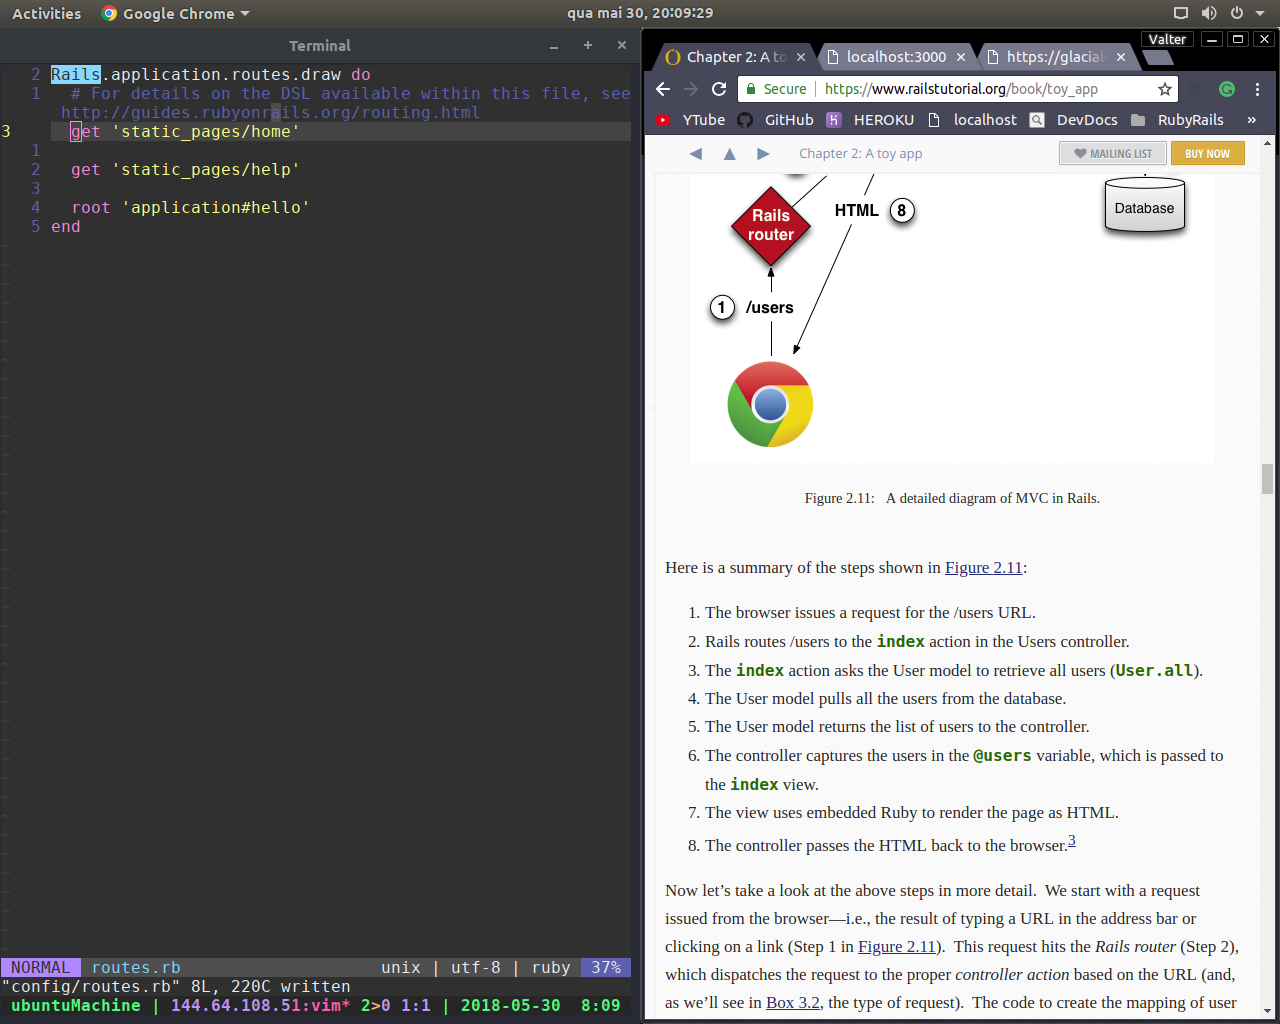 Activities Google Chrome qua mai 30, 20:09:29
Terminal
2 Rails.application.routes.draw do
1 # For details on the DSL available within this file, see
http://guides.rubyonrails.org/routing.html
3 get 'static_pages/home'
1
2 get 'static_pages/help'
3
4 root 'application#hello'
5 end
NORMAL routes.rb unix | utf-8 | ruby 37%
"config/routes.rb" 8L, 220C written
ubuntuMachine | 144.64.108.51:vim* 2>0 1:1 | 2018-05-30 8:09
Valter
Chapter 2: A to localhost:3000 https://glacial
Secure https://www.railstutorial.org/book/toy_app
YTube GitHub HEROKU localhost DevDocs RubyRails »
Chapter 2: A toy app MAILING LIST BUY NOW
Rails
router
HTML 8
Database
1 /users
Figure 2.11: A detailed diagram of MVC in Rails.
Here is a summary of the steps shown in Figure 2.11:
1. The browser issues a request for the /users URL.
2. Rails routes /users to the index action in the Users controller.
3. The index action asks the User model to retrieve all users (User.all).
4. The User model pulls all the users from the database.
5. The User model returns the list of users to the controller.
6. The controller captures the users in the @users variable, which is passed to
the index view.
7. The view uses embedded Ruby to render the page as HTML.
8. The controller passes the HTML back to the browser.3
Now let’s take a look at the above steps in more detail. We start with a request
issued from the browser—i.e., the result of typing a URL in the address bar or
clicking on a link (Step 1 in Figure 2.11). This request hits the Rails router (Step 2),
which dispatches the request to the proper controller action based on the URL (and,
as we’ll see in Box 3.2, the type of request). The code to create the mapping of user